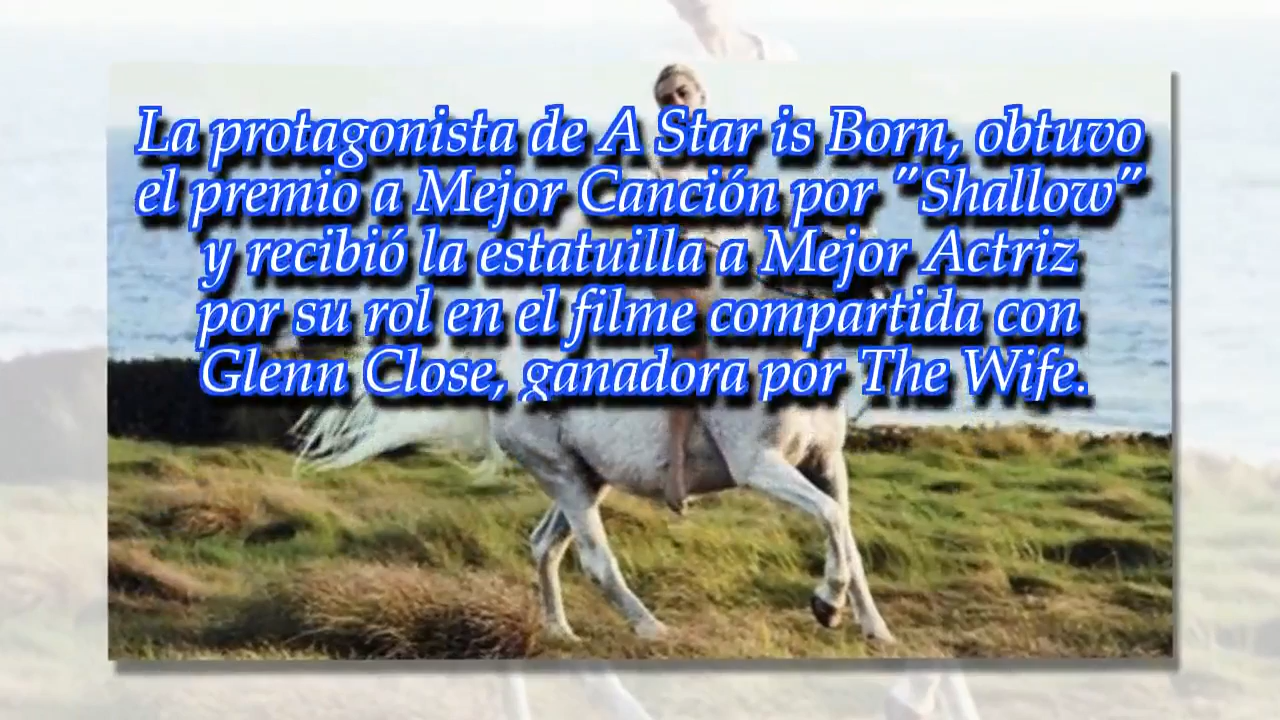 La protagonista de A Star is Born, obtuvo
el premio a Mejor Canción por "Shallow"
y recibió la estatuilla a Mejor Actriz
por su rol en el filme compartida con
Glenn Close, ganadora por The Wife.